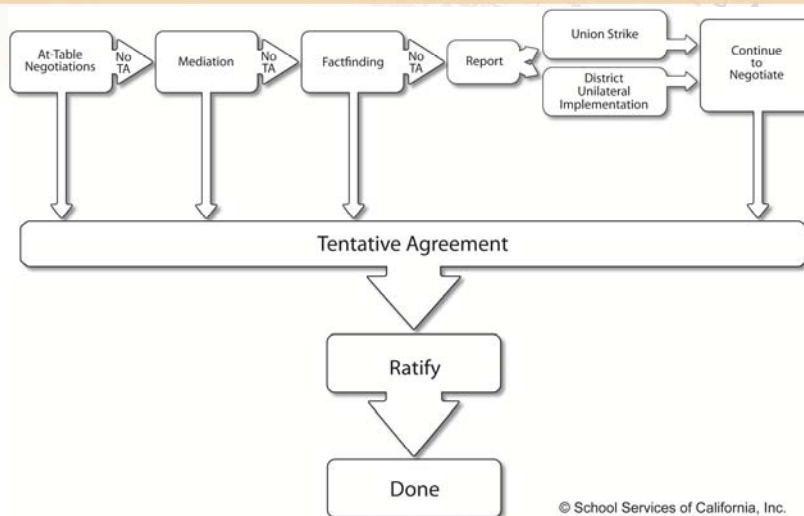 At-Table
Negotiations
No
TA
Mediation
No
TA
Factfinding
No
TA
Report
Union Strike
District
Unilateral
Implementation
Continue
to
Negotiate
Tentative Agreement
Ratify
Done
© School Services of California, Inc.